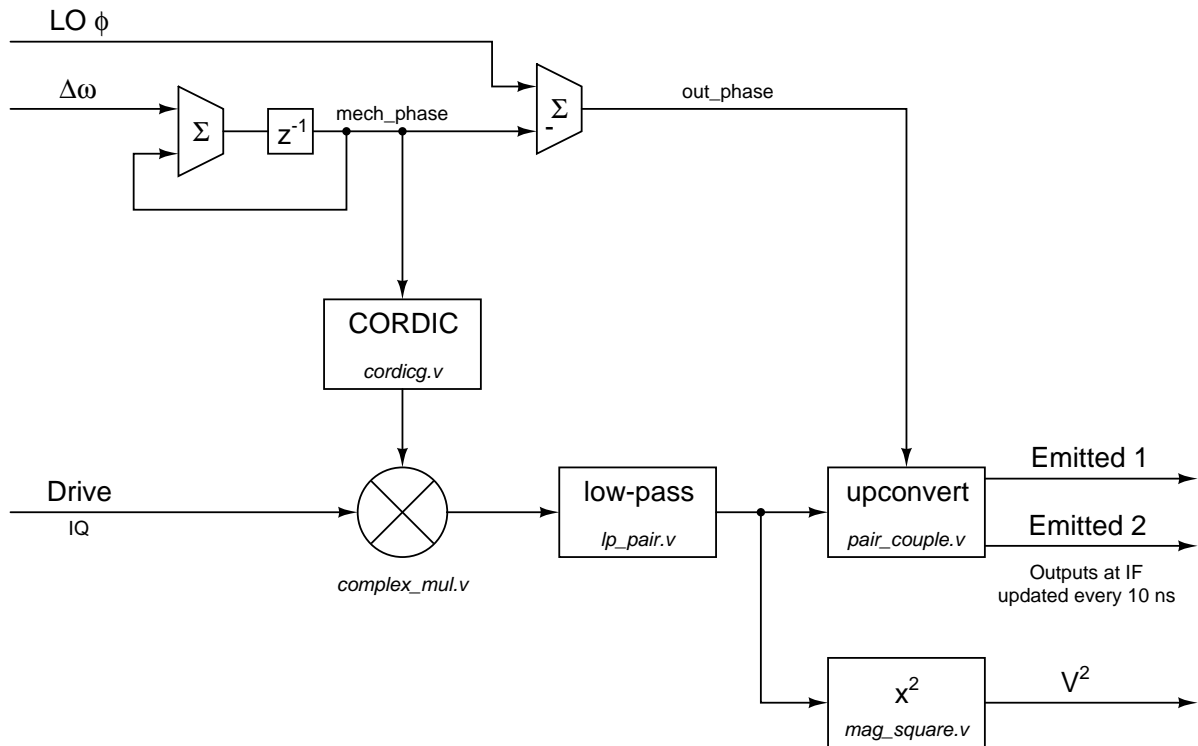 LO ϕ
Δω
Σ
z⁻¹
mech_phase
Σ
-
out_phase
CORDIC
cordicg.v
Drive
IQ
complex_mul.v
low-pass
lp_pair.v
upconvert
pair_couple.v
Emitted 1
Emitted 2
Outputs at IF
updated every 10 ns
x²
mag_square.v
V²